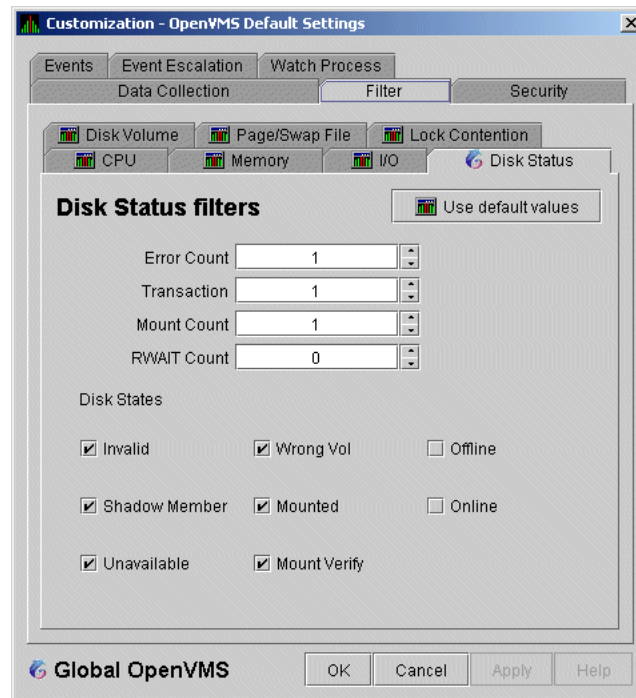 Customization - OpenVMS Default Settings
Events Event Escalation Watch Process
Data Collection Filter Security
Disk Volume Page/Swap File Lock Contention
CPU Memory I/O Disk Status
Disk Status filters Use default values
Error Count 1
Transaction 1
Mount Count 1
RWAIT Count 0
Disk States
Invalid Wrong Vol Offline
Shadow Member Mounted Online
Unavailable Mount Verify
Global OpenVMS OK Cancel Apply Help